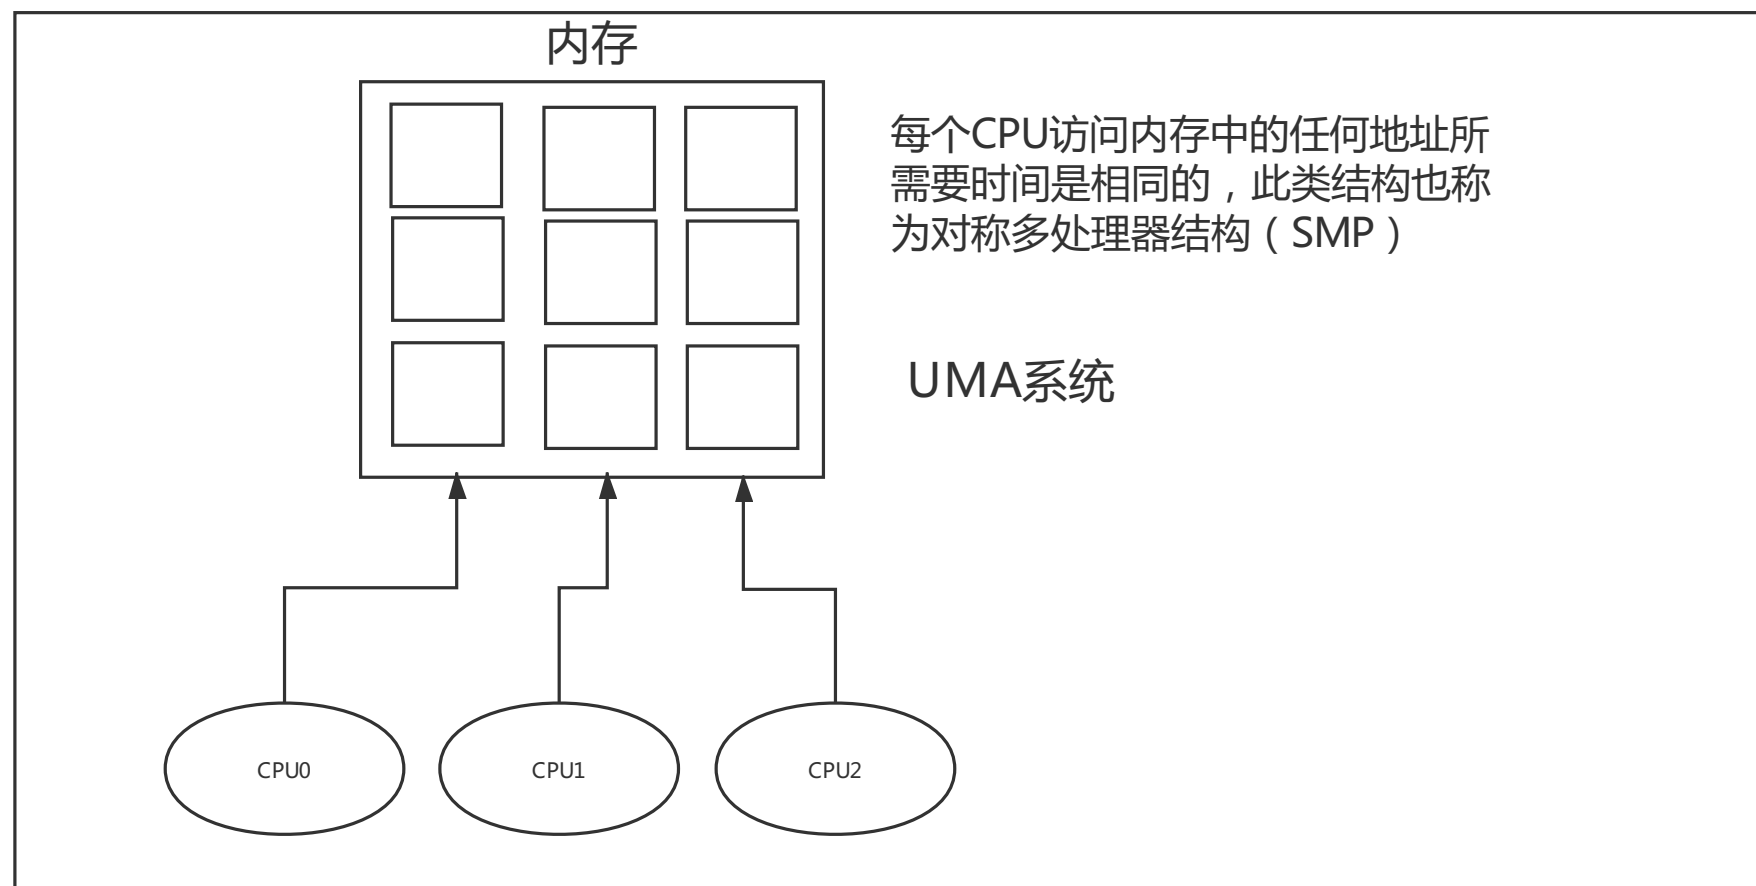 内存
每个CPU访问内存中的任何地址所
需要时间是相同的，此类结构也称
为对称多处理器结构（SMP）
UMA系统
CPU0
CPU1
CPU2